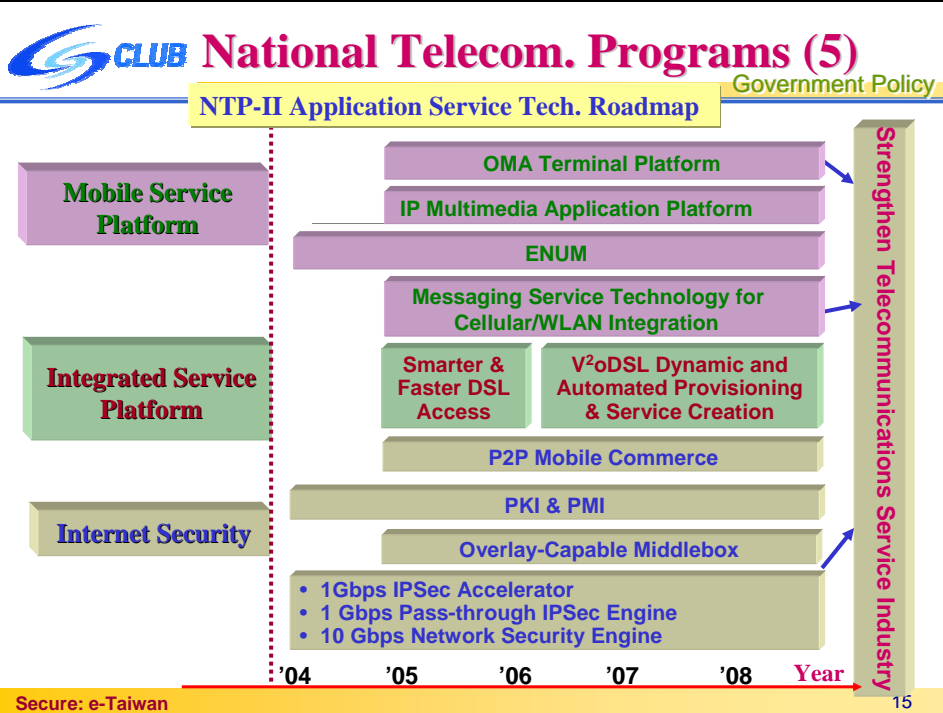 CLUB
National Telecom. Programs (5)
Government Policy
NTP-II Application Service Tech. Roadmap
Mobile Service
Platform
OMA Terminal Platform
IP Multimedia Application Platform
ENUM
Messaging Service Technology for
Cellular/WLAN Integration
Integrated Service
Platform
Smarter &
Faster DSL
Access
V²oDSL Dynamic and
Automated Provisioning
& Service Creation
Internet Security
P2P Mobile Commerce
PKI & PMI
Overlay-Capable Middlebox
• 1Gbps IPSec Accelerator
• 1 Gbps Pass-through IPSec Engine
• 10 Gbps Network Security Engine
Strengthen Telecommunications Service Industry
’04 ’05 ’06 ’07 ’08 Year
Secure: e-Taiwan
15